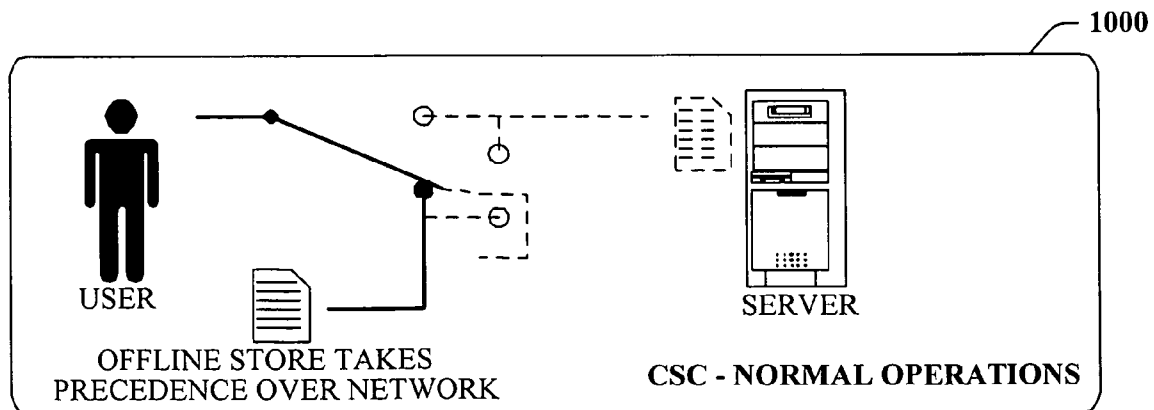 1000
USER
SERVER
OFFLINE STORE TAKES
PRECEDENCE OVER NETWORK
CSC - NORMAL OPERATIONS